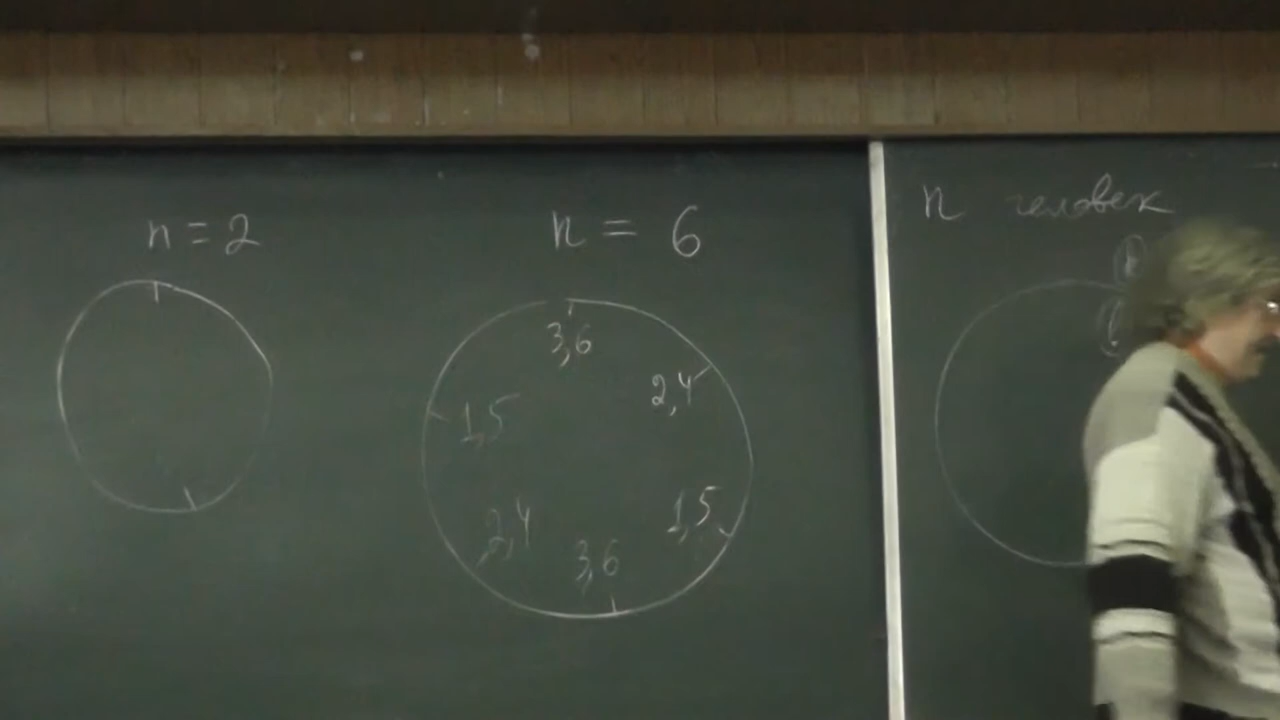 n = 2
n = 6
3,6
2,4
1,5
1,5
2,4
3,6
n человек